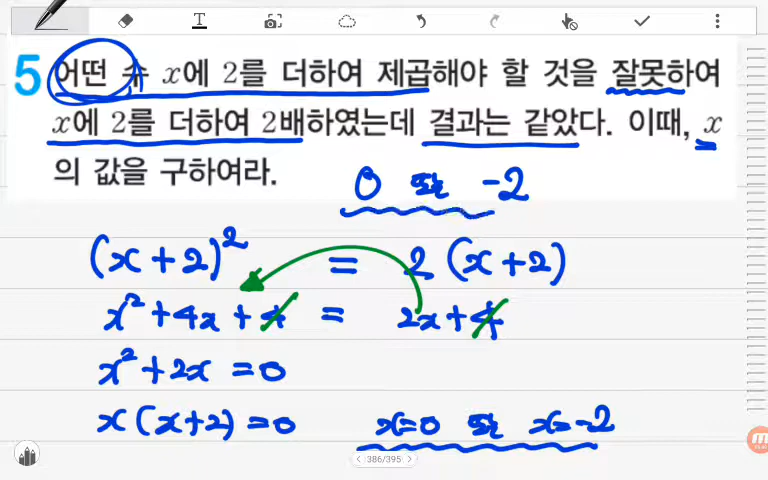 5 어떤 수 x에 2를 더하여 제곱해야 할 것을 잘못하여
x에 2를 더하여 2배하였는데 결과는 같았다. 이때, x
의 값을 구하여라.
0 또는 -2
(x+2)² = 2(x+2)
x²+4x+4 = 2x+4
x²+2x=0
x(x+2)=0 x=0 또는 x=-2
386/395